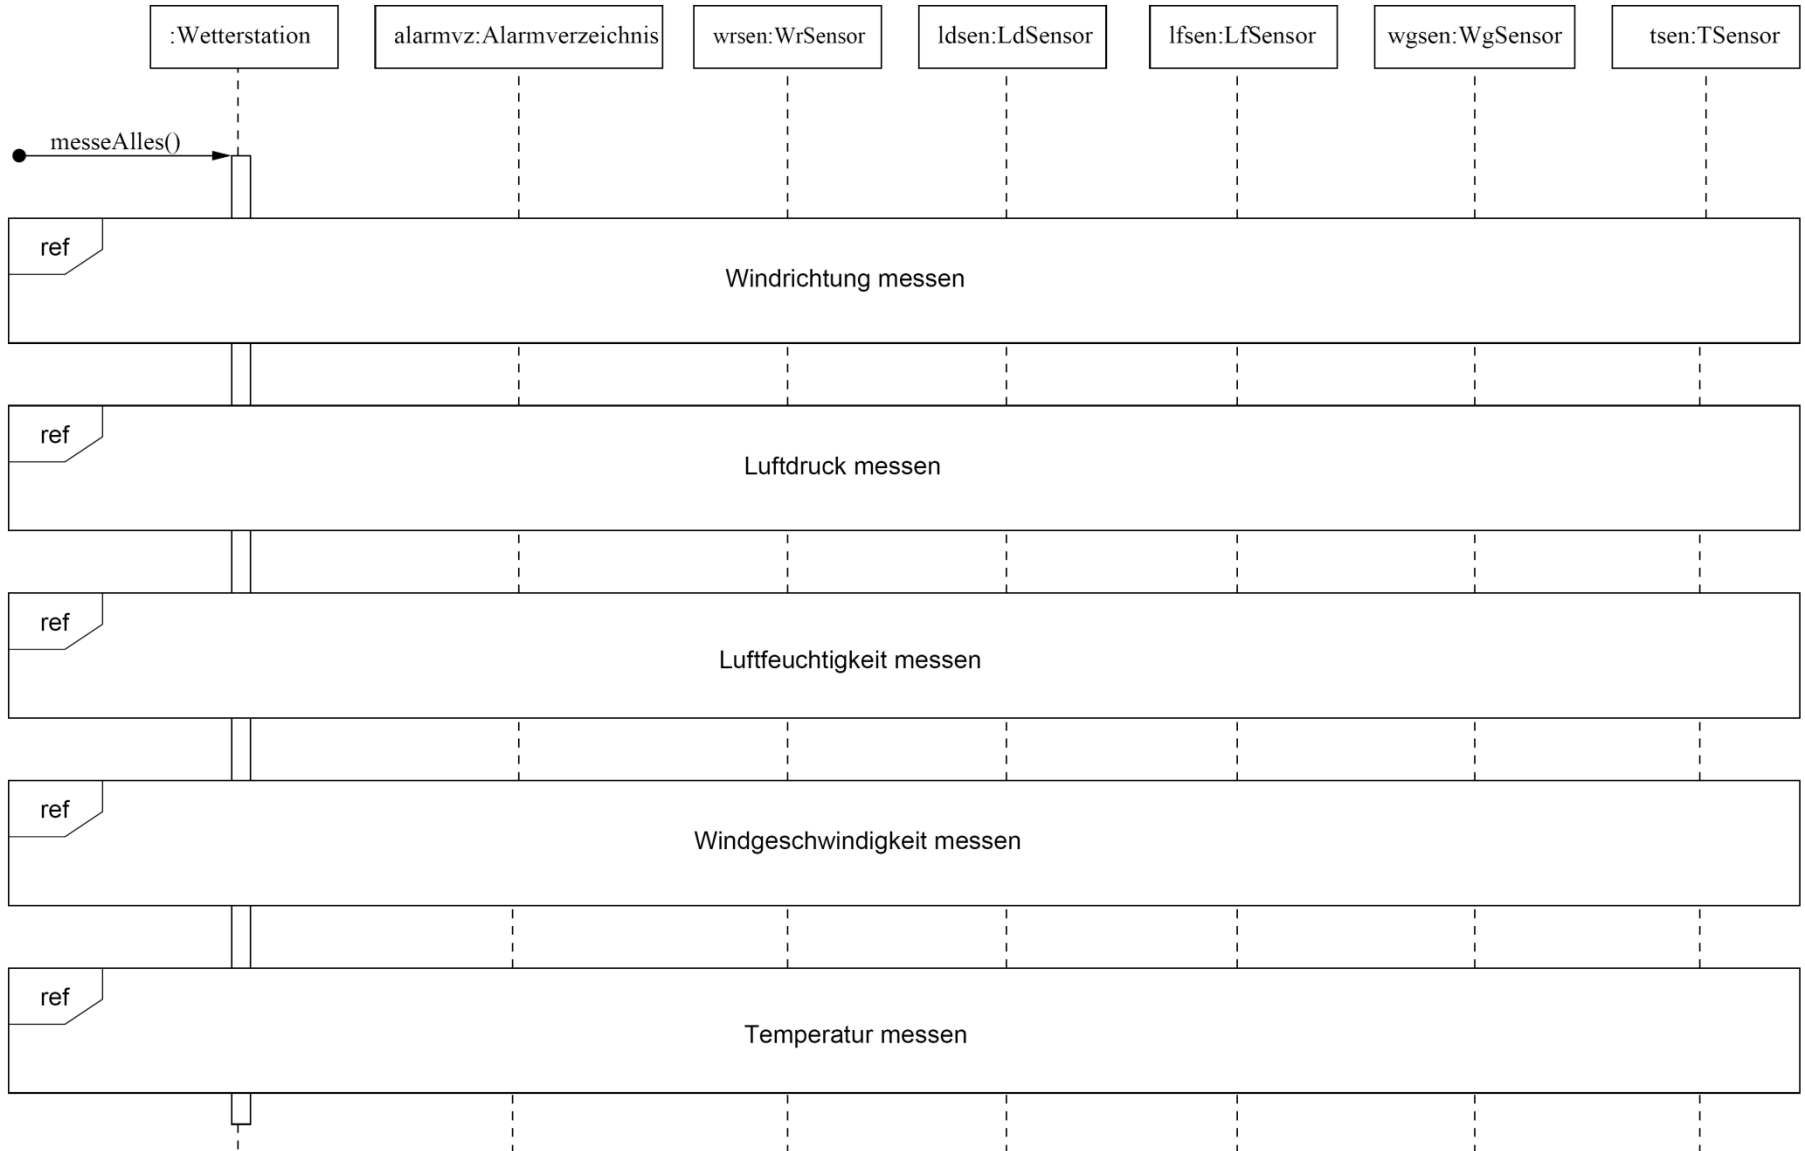 :Wetterstation
alarmvz:Alarmverzeichnis
wrsen:WrSensor
ldsen:LdSensor
lfsen:LfSensor
wgsen:WgSensor
tsen:TSensor
messeAlles()
ref
Windrichtung messen
ref
Luftdruck messen
ref
Luftfeuchtigkeit messen
ref
Windgeschwindigkeit messen
ref
Temperatur messen